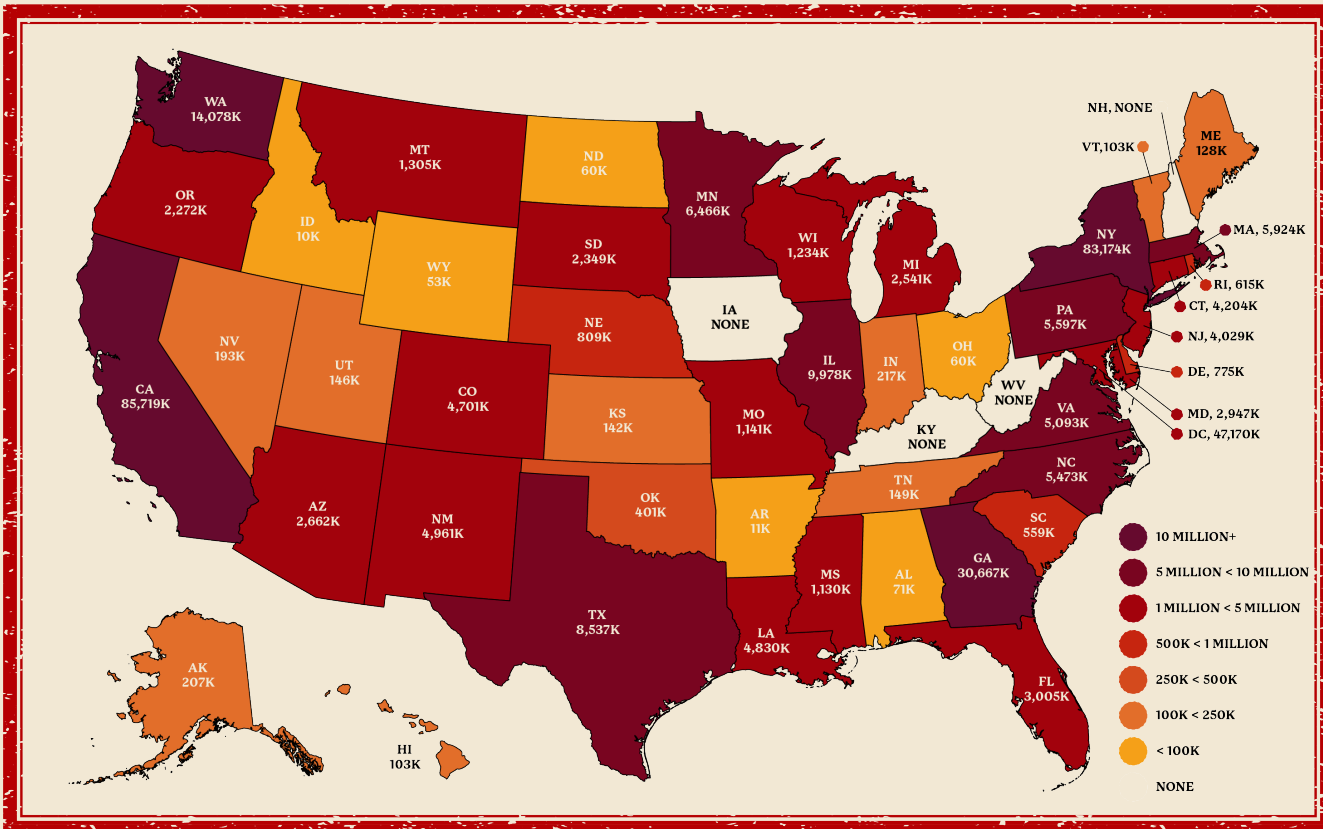 WA
14,078K
MT
1,305K
ND
60K
NH, NONE
VT,103K
ME
128K
OR
2,272K
ID
10K
MN
6,466K
WI
1,234K
MI
2,541K
NY
83,174K
MA, 5,924K
SD
2,349K
WY
53K
RI, 615K
CT, 4,204K
IA
NONE
PA
5,597K
NJ, 4,029K
NE
809K
NV
193K
UT
146K
IL
9,978K
IN
217K
OH
60K
DE, 775K
CA
85,719K
CO
4,701K
WV
NONE
KS
142K
MO
1,141K
VA
5,093K
MD, 2,947K
DC, 47,170K
KY
NONE
NC
5,473K
TN
149K
OK
401K
AZ
2,662K
NM
4,961K
AR
11K
SC
559K
GA
30,667K
MS
1,130K
AL
71K
TX
8,537K
LA
4,830K
FL
3,005K
AK
207K
HI
103K
10 MILLION+
5 MILLION < 10 MILLION
1 MILLION < 5 MILLION
500K < 1 MILLION
250K < 500K
100K < 250K
< 100K
NONE